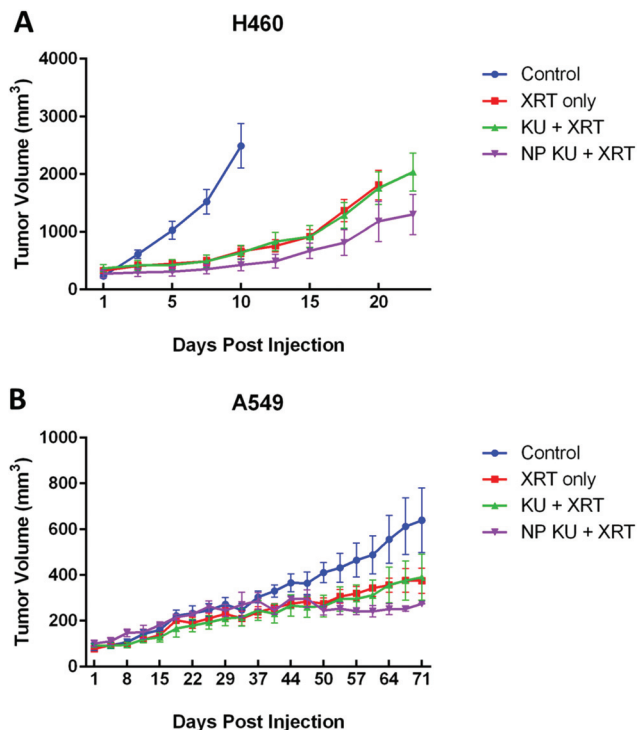 A
H460
4000
3000
2000
1000
0
Tumor Volume (mm³)
1 5 10 15 20
Days Post Injection
Control
XRT only
KU + XRT
NP KU + XRT
B
A549
1000
800
600
400
200
0
Tumor Volume (mm³)
1 8 15 22 29 37 44 50 57 64 71
Days Post Injection
Control
XRT only
KU + XRT
NP KU + XRT